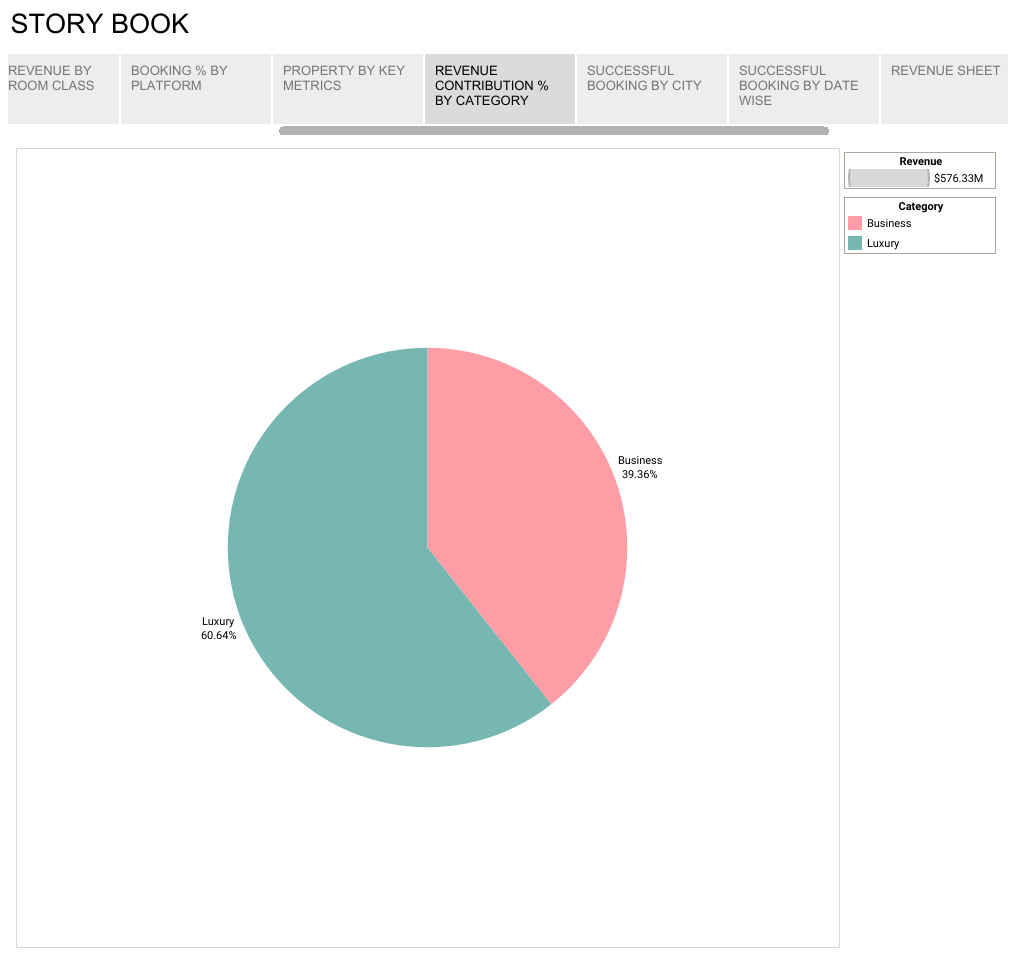 STORY BOOK
REVENUE BY
ROOM CLASS
BOOKING % BY
PLATFORM
PROPERTY BY KEY
METRICS
REVENUE
CONTRIBUTION %
BY CATEGORY
SUCCESSFUL
BOOKING BY CITY
SUCCESSFUL
BOOKING BY DATE
WISE
REVENUE SHEET
Revenue
$576.33M
Category
Business
Luxury
Business
39.36%
Luxury
60.64%